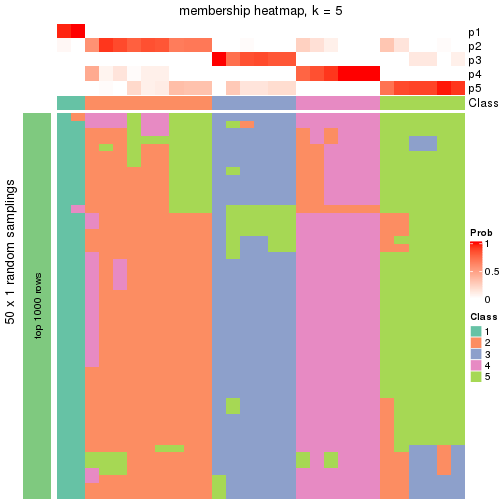 membership heatmap, k = 5
p1
p2
p3
p4
p5
Class
50 x 1 random samplings
top 1000 rows
Prob
1
0.5
0
Class
1
2
3
4
5